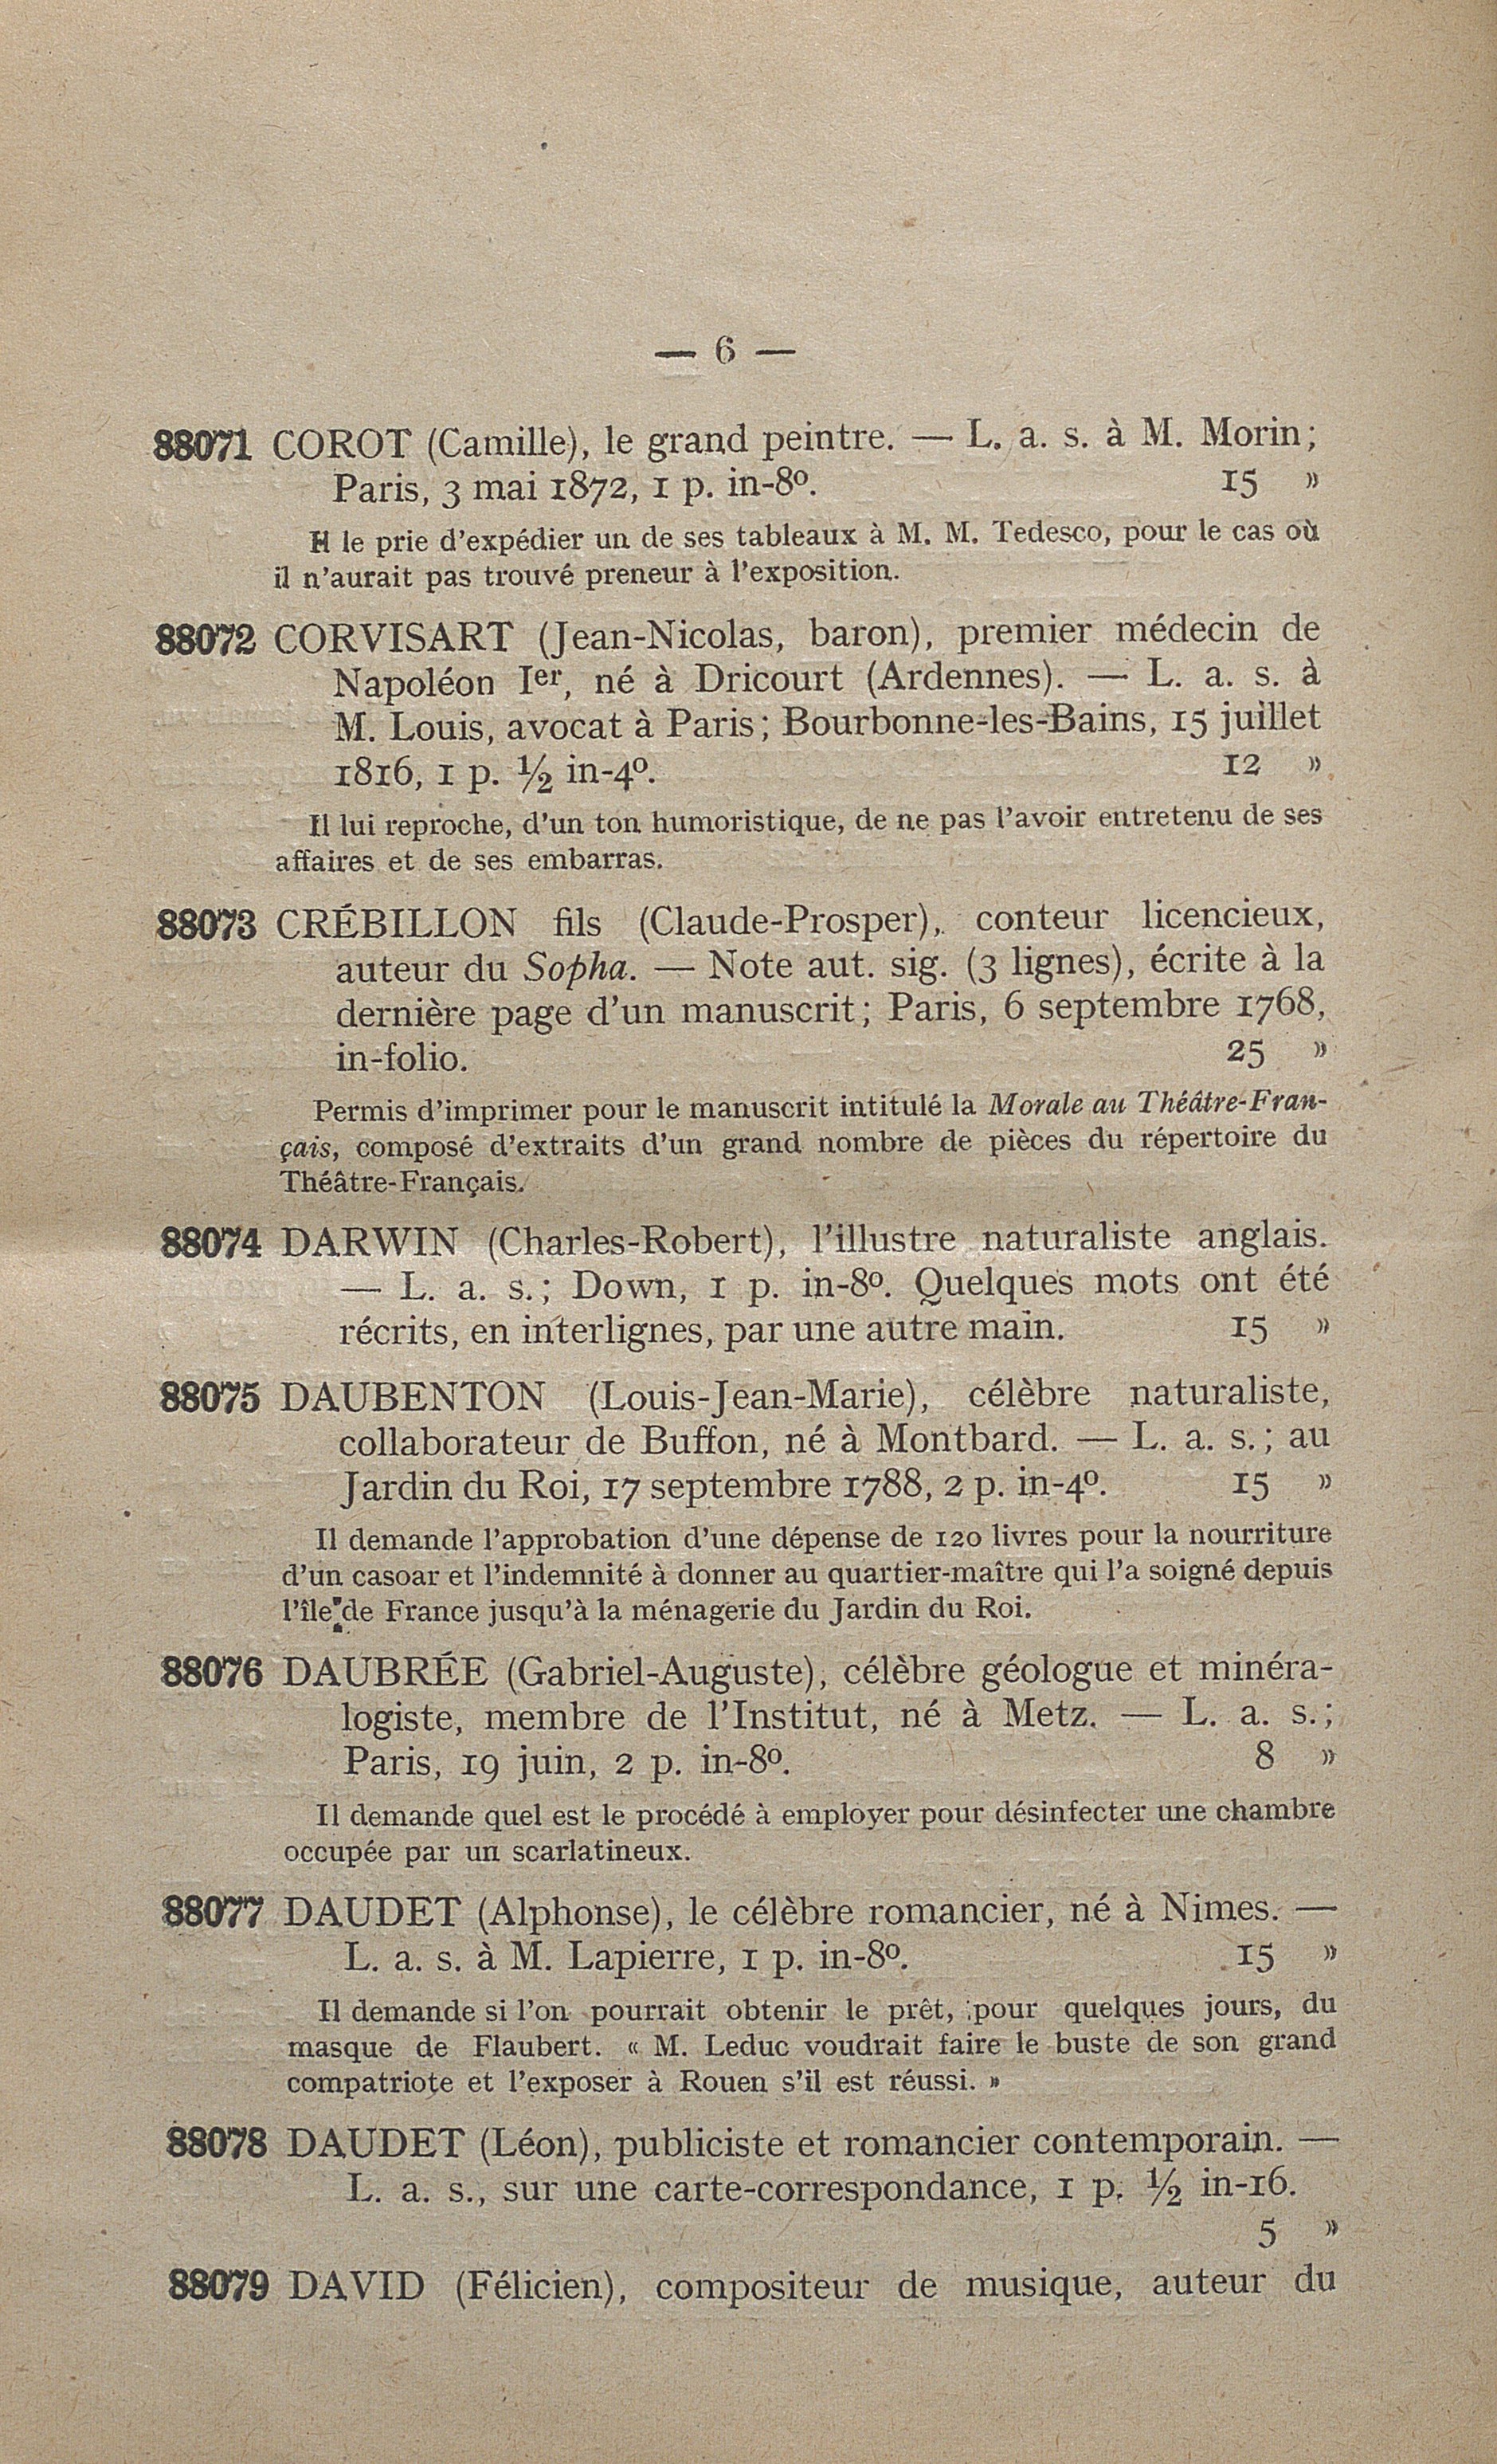 — 6 —
88071 COROT (Camille), le grand peintre. — L. a. s. à M. Morin;
Paris, 3 mai 1872, 1 p. in-8º. 15 »
Il le prie d'expédier un de ses tableaux à M. M. Tedesco, pour le cas où
il n'aurait pas trouvé preneur à l'exposition.
88072 CORVISART (Jean-Nicolas, baron), premier médecin de
Napoléon Ier, né à Dricourt (Ardennes). — L. a. s. à
M. Louis, avocat à Paris; Bourbonne-les-Bains, 15 juillet
1816, 1 p. ½ in-4º. 12 »
Il lui reproche, d'un ton humoristique, de ne pas l'avoir entretenu de ses
affaires et de ses embarras.
88073 CRÉBILLON fils (Claude-Prosper), conteur licencieux,
auteur du Sopha. — Note aut. sig. (3 lignes), écrite à la
dernière page d'un manuscrit; Paris, 6 septembre 1768,
in-folio. 25 »
Permis d'imprimer pour le manuscrit intitulé la Morale au Théâtre-Fran-
çais, composé d'extraits d'un grand nombre de pièces du répertoire du
Théâtre-Français.
88074 DARWIN (Charles-Robert), l'illustre naturaliste anglais.
— L. a. s.; Down, 1 p. in-8º. Quelques mots ont été
récrits, en interlignes, par une autre main. 15 »
88075 DAUBENTON (Louis-Jean-Marie), célèbre naturaliste,
collaborateur de Buffon, né à Montbard. — L. a. s.; au
Jardin du Roi, 17 septembre 1788, 2 p. in-4º. 15 »
Il demande l'approbation d'une dépense de 120 livres pour la nourriture
d'un casoar et l'indemnité à donner au quartier-maître qui l'a soigné depuis
l'île de France jusqu'à la ménagerie du Jardin du Roi.
88076 DAUBRÉE (Gabriel-Auguste), célèbre géologue et minéra-
logiste, membre de l'Institut, né à Metz. — L. a. s.;
Paris, 19 juin, 2 p. in-8º. 8 »
Il demande quel est le procédé à employer pour désinfecter une chambre
occupée par un scarlatineux.
88077 DAUDET (Alphonse), le célèbre romancier, né à Nimes. —
L. a. s. à M. Lapierre, 1 p. in-8º. 15 »
Il demande si l'on pourrait obtenir le prêt, pour quelques jours, du
masque de Flaubert. « M. Leduc voudrait faire le buste de son grand
compatriote et l'exposer à Rouen s'il est réussi. »
88078 DAUDET (Léon), publiciste et romancier contemporain. —
L. a. s., sur une carte-correspondance, 1 p. ½ in-16.
5 »
88079 DAVID (Félicien), compositeur de musique, auteur du